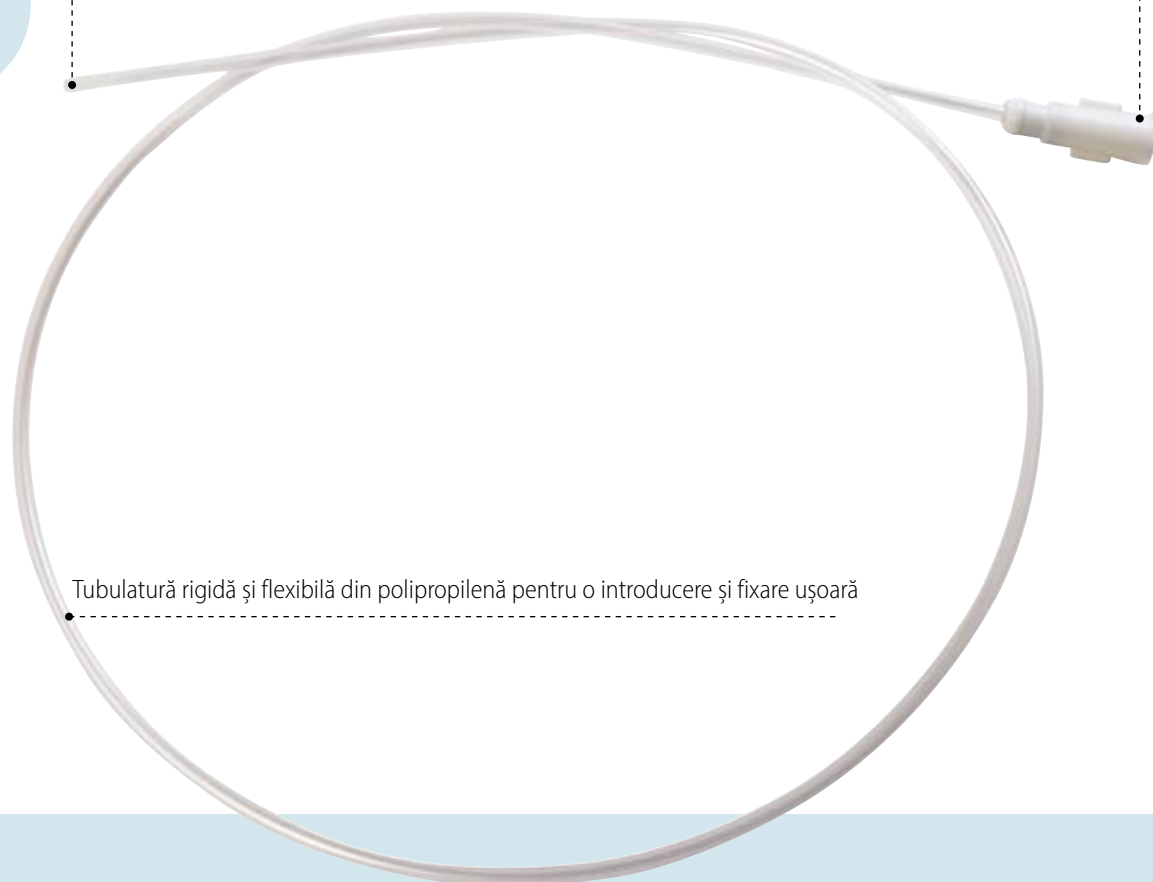 Tubulatură rigidă și flexibilă din polipropilenă pentru o introducere și fixare ușoară